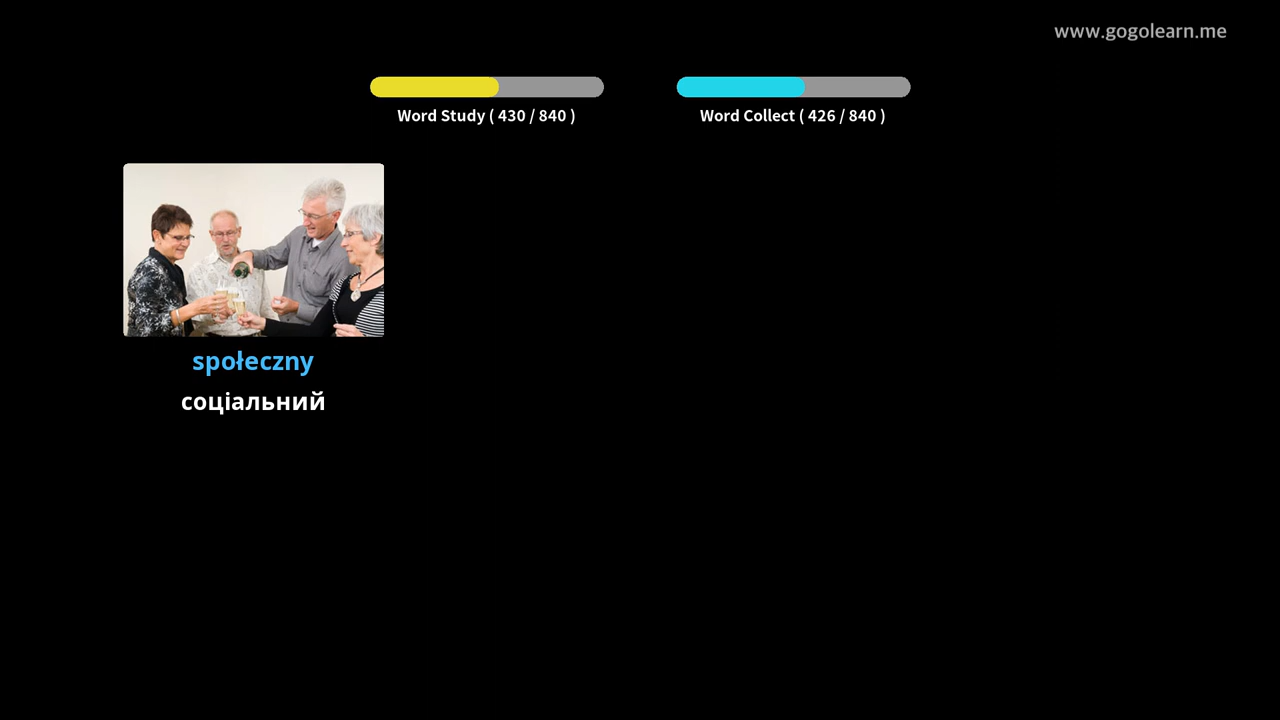 www.gogolearn.me
Word Study ( 430 / 840 )
Word Collect ( 426 / 840 )
społeczny
соціальний